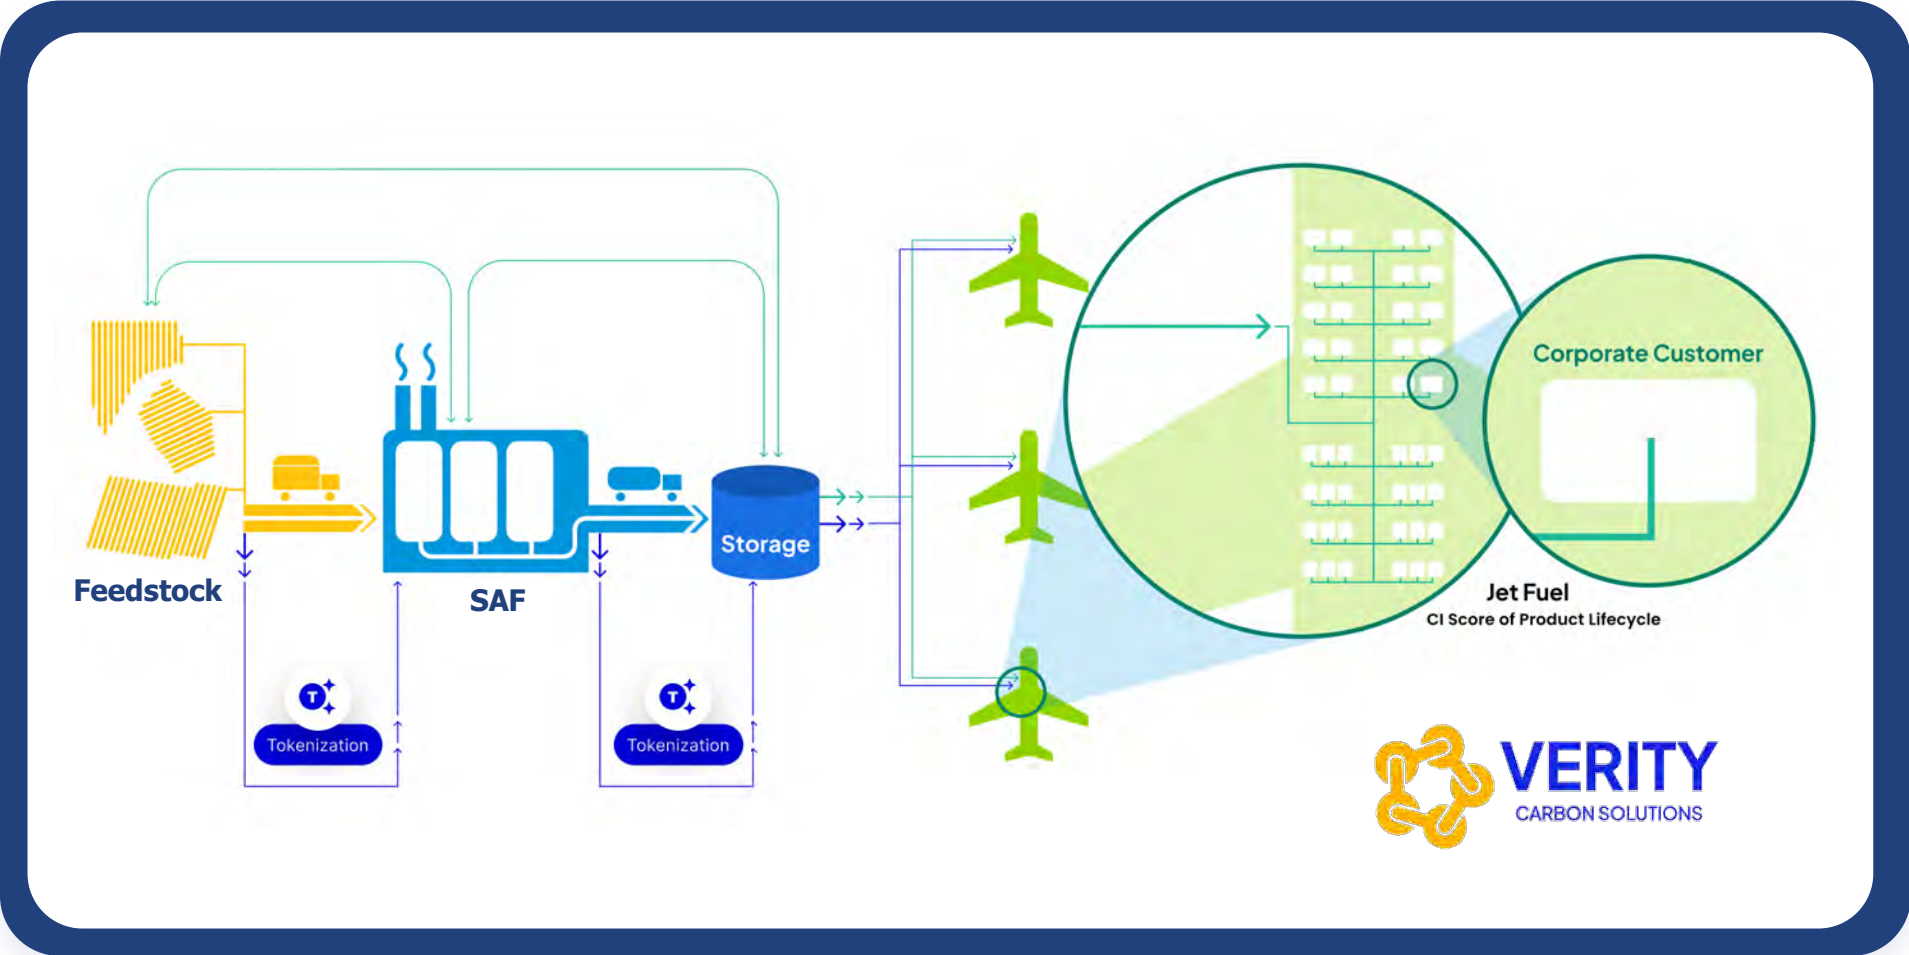 Feedstock
SAF
Storage
T
Tokenization
T
Tokenization
Corporate Customer
Jet Fuel
CI Score of Product Lifecycle
VERITY
CARBON SOLUTIONS